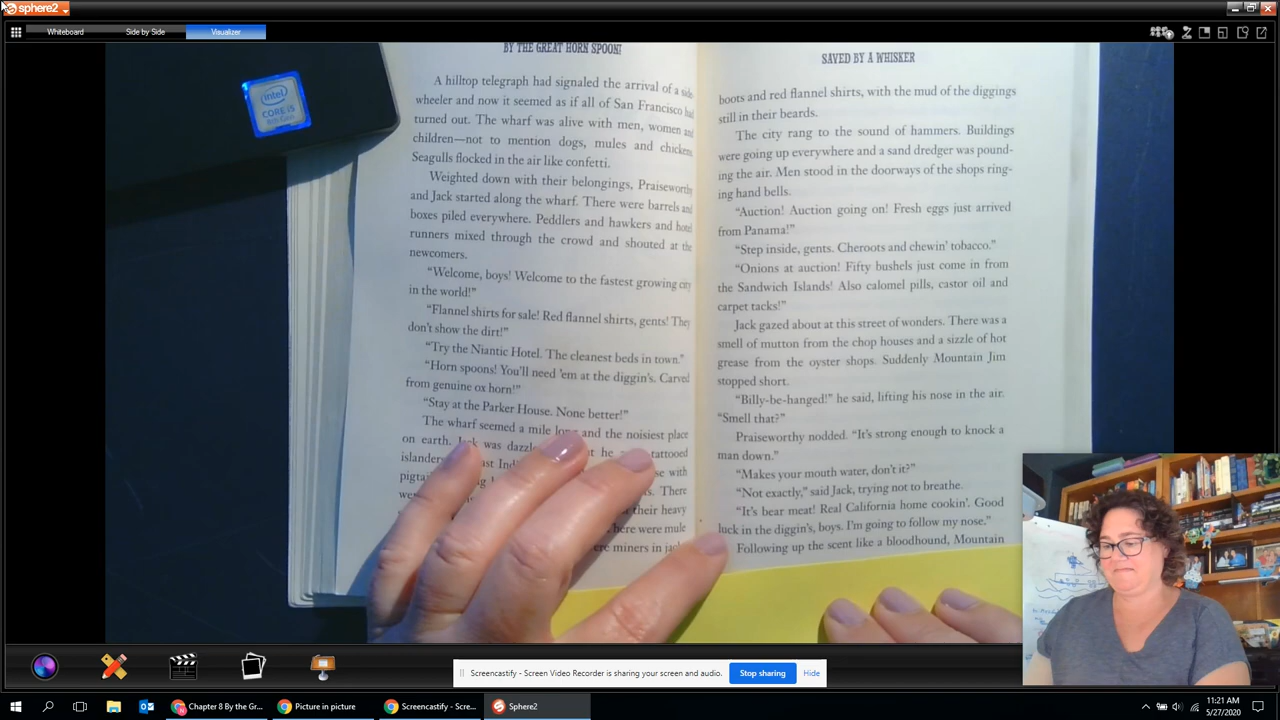 sphere2
Whiteboard
Side by Side
Visualizer
intel
CORE i5
8th Gen
BY THE GREAT HORN SPOON!
A hilltop telegraph had signaled the arrival of a side
wheeler and now it seemed as if all of San Francisco had
turned out. The wharf was alive with men, women and
children—not to mention dogs, mules and chickens.
Seagulls flocked in the air like confetti.
Weighted down with their belongings, Praiseworthy
and Jack started along the wharf. There were barrels and
boxes piled everywhere. Peddlers and hawkers and hotel
runners mixed through the crowd and shouted at the
newcomers.
“Welcome, boys! Welcome to the fastest growing city
in the world!”
“Flannel shirts for sale! Red flannel shirts, gents! They
don’t show the dirt!”
“Try the Niantic Hotel. The cleanest beds in town.”
“Horn spoons! You’ll need ’em at the diggin’s. Carved
from genuine ox horn!”
“Stay at the Parker House. None better!”
The wharf seemed a mile long and the noisiest place
on earth. Jack was tattooed
islanders
with
There
their heavy
There were mule
miners in
SAVED BY A WHISKER
boots and red flannel shirts, with the mud of the diggings
still in their beards.
The city rang to the sound of hammers. Buildings
were going up everywhere and a sand dredger was pound-
ing the air. Men stood in the doorways of the shops ring-
ing hand bells.
“Auction! Auction going on! Fresh eggs just arrived
from Panama!”
“Step inside, gents. Cheroots and chewin’ tobacco.”
“Onions at auction! Fifty bushels just come in from
the Sandwich Islands! Also calomel pills, castor oil and
carpet tacks!”
Jack gazed about at this street of wonders. There was a
smell of mutton from the chop houses and a sizzle of hot
grease from the oyster shops. Suddenly Mountain Jim
stopped short.
“Billy-be-hanged!” he said, lifting his nose in the air.
“Smell that?”
Praiseworthy nodded. “It’s strong enough to knock a
man down.”
“Makes your mouth water, don’t it?”
“Not exactly,” said Jack, trying not to breathe.
“It’s bear meat! Real California home cookin’. Good
luck in the diggin’s, boys. I’m going to follow my nose.”
Following up the scent like a bloodhound, Mountain
Screencastify - Screen Video Recorder is sharing your screen and audio.
Stop sharing
Hide
Chapter 8 By the Gr...
Picture in picture
Screencastify - Scre...
Sphere2
11:21 AM
5/27/2020